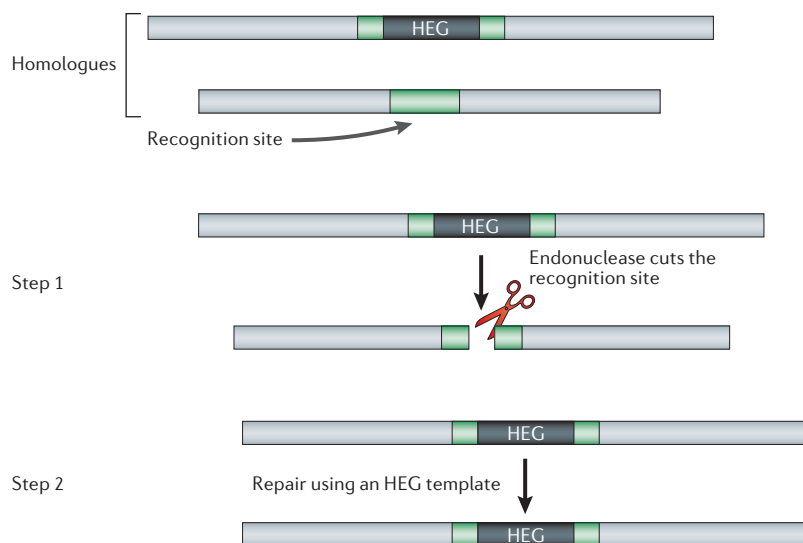 HEG
Homologues
Recognition site
HEG
Endonuclease cuts the
recognition site
Step 1
HEG
Step 2
Repair using an HEG template
HEG